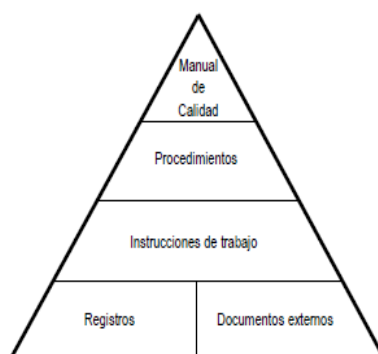 Manual
de
Calidad
Procedimientos
Instrucciones de trabajo
Registros
Documentos externos